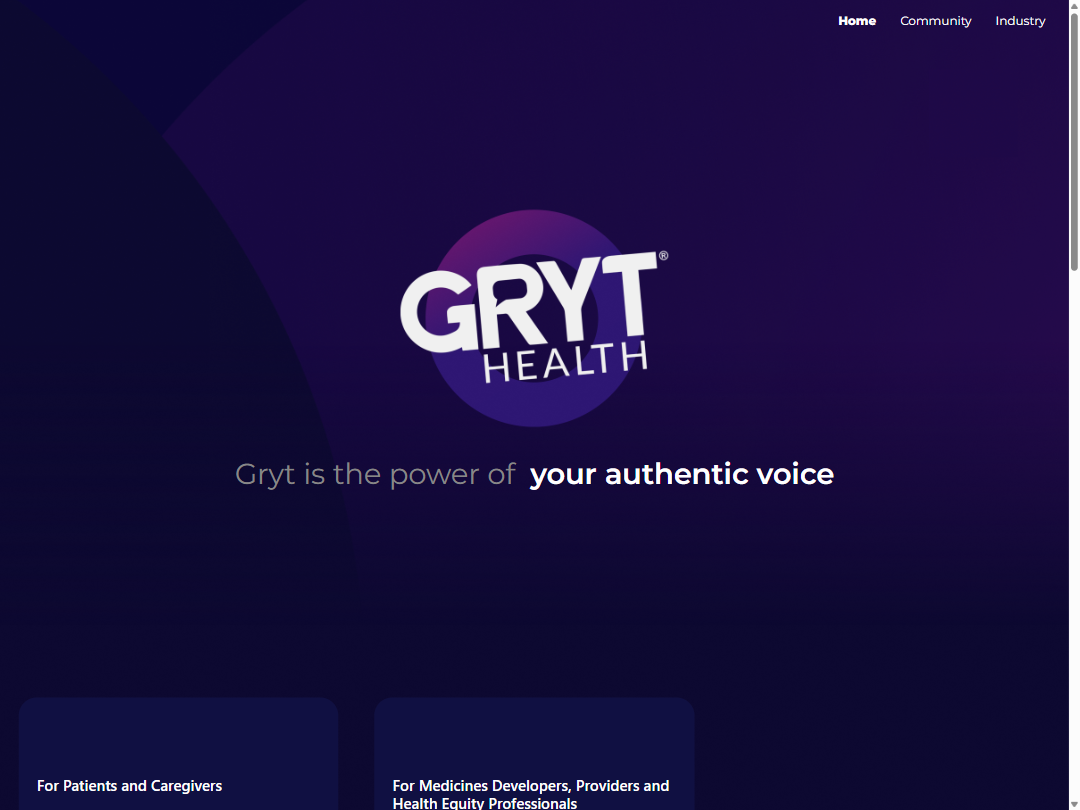 Home Community Industry
GRYT®
HEALTH
Gryt is the power of your authentic voice
For Patients and Caregivers
For Medicines Developers, Providers and
Health Equity Professionals